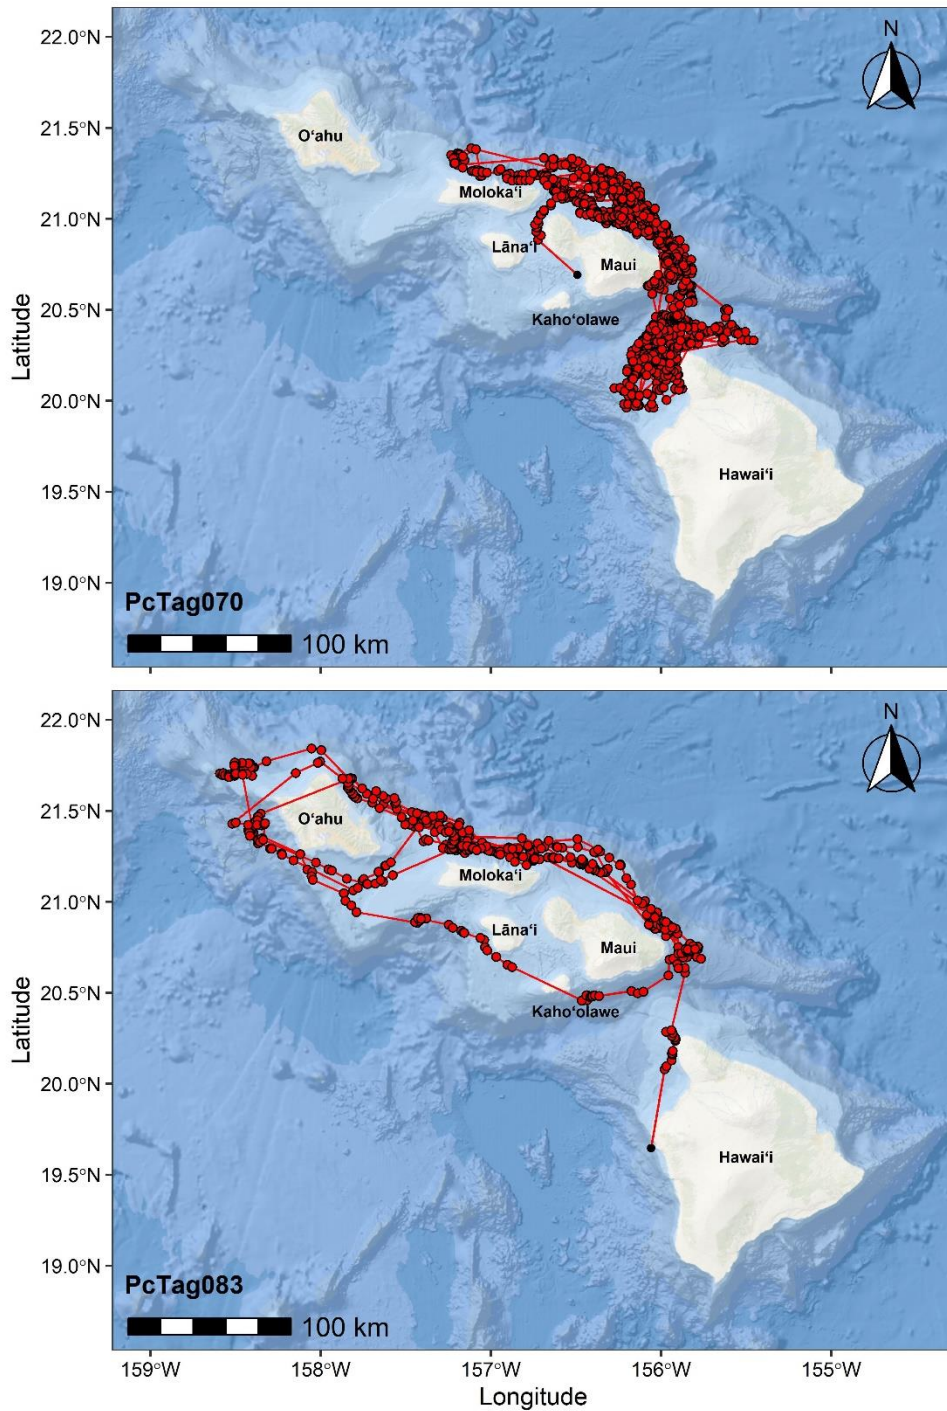 22.0°N
N
21.5°N
O‘ahu
Moloka‘i
21.0°N
Lāna‘i
Maui
20.5°N
Kaho‘olawe
Latitude
20.0°N
19.5°N
Hawai‘i
19.0°N
PcTag070
100 km
22.0°N
N
21.5°N
O‘ahu
Moloka‘i
21.0°N
Lāna‘i
Maui
20.5°N
Kaho‘olawe
Latitude
20.0°N
19.5°N
Hawai‘i
19.0°N
PcTag083
100 km
159°W 158°W 157°W 156°W 155°W
Longitude